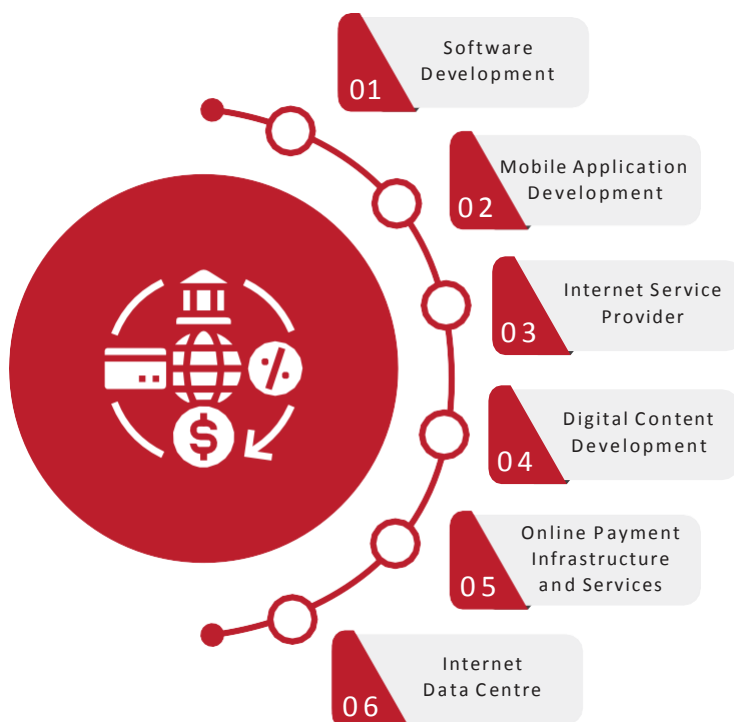 01
Software
Development
02
Mobile Application
Development
03
Internet Service
Provider
04
Digital Content
Development
05
Online Payment
Infrastructure
and Services
06
Internet
Data Centre
$
%